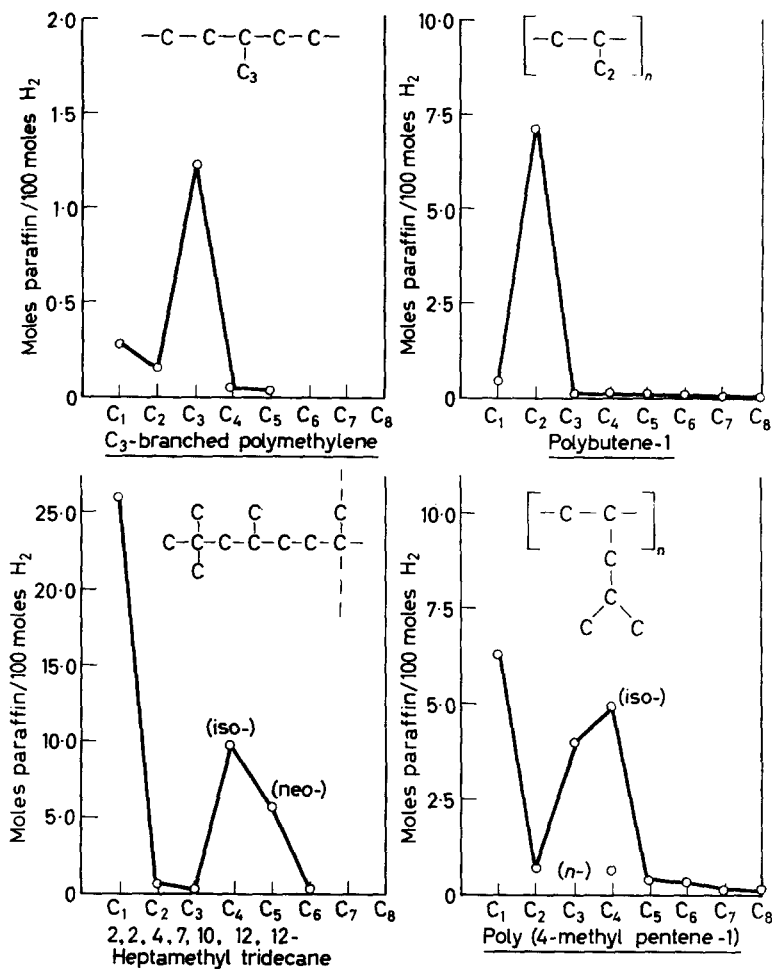 Moles paraffin/100 moles H₂
2·0
1·5
1·0
0·5
0
—C—C—C—C—C—
C₃
C₁ C₂ C₃ C₄ C₅ C₆ C₇ C₈
C₃-branched polymethylene
Moles paraffin/100 moles H₂
10·0
7·5
5·0
2·5
0
[—C—C—]n
C₂
C₁ C₂ C₃ C₄ C₅ C₆ C₇ C₈
Polybutene-1
Moles paraffin/100 moles H₂
25·0
20·0
15·0
10·0
5·0
0
C C C
C—C—C—C—C—C—C—
C
(iso-)
(neo-)
C₁ C₂ C₃ C₄ C₅ C₆ C₇ C₈
2, 2, 4, 7, 10, 12, 12-
Heptamethyl tridecane
Moles paraffin/100 moles H₂
10·0
7·5
5·0
2·5
0
[—C—C—]n
C
C
C C
(iso-)
(n-)
C₁ C₂ C₃ C₄ C₅ C₆ C₇ C₈
Poly (4-methyl pentene-1)